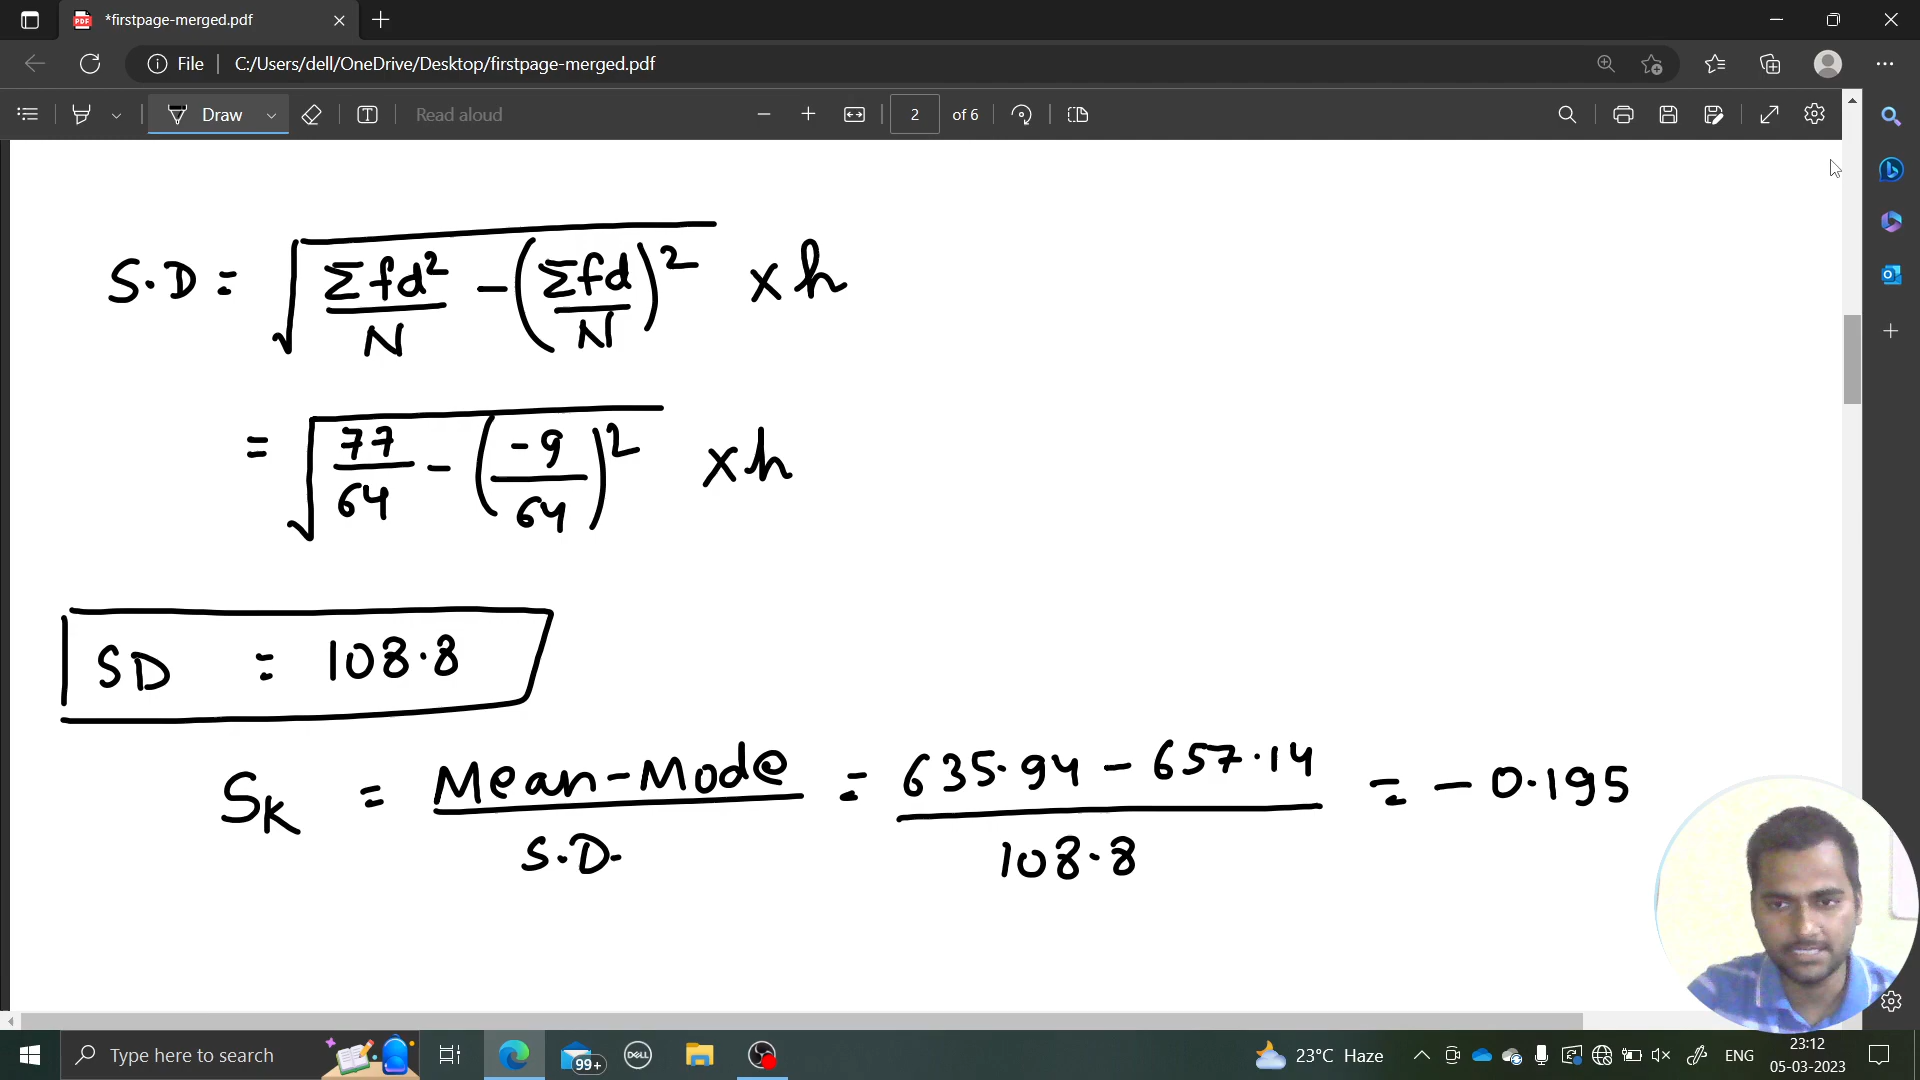 *firstpage-merged.pdf
File | C:/Users/dell/OneDrive/Desktop/firstpage-merged.pdf
Draw Read aloud 2 of 6
S.D = √(Σfd²/N - (Σfd/N)²) × h
= √(77/64 - (-9/64)²) × h
SD = 108.8
Sk = Mean-Mode/S.D. = 635.94 - 657.14/108.8 = - 0.195
Type here to search 99+ DELL 23°C Haze ENG 23:12
05-03-2023